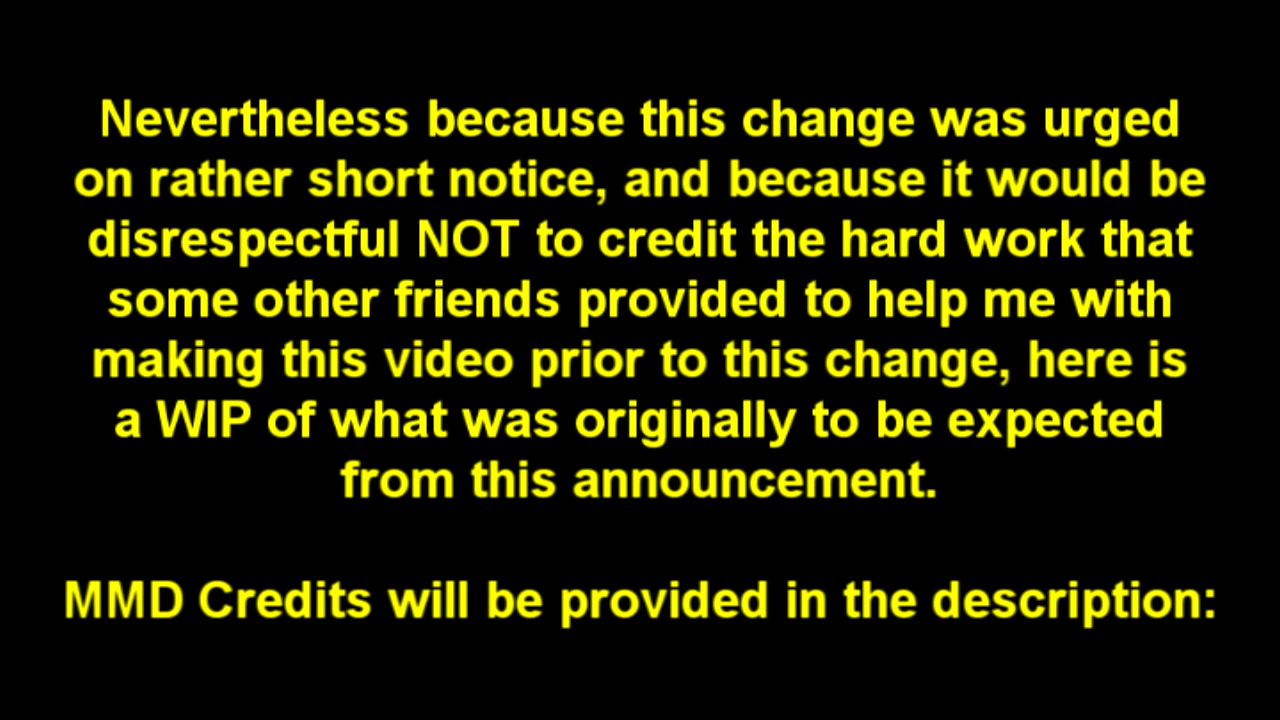 Nevertheless because this change was urged
on rather short notice, and because it would be
disrespectful NOT to credit the hard work that
some other friends provided to help me with
making this video prior to this change, here is
a WIP of what was originally to be expected
from this announcement.
MMD Credits will be provided in the description: